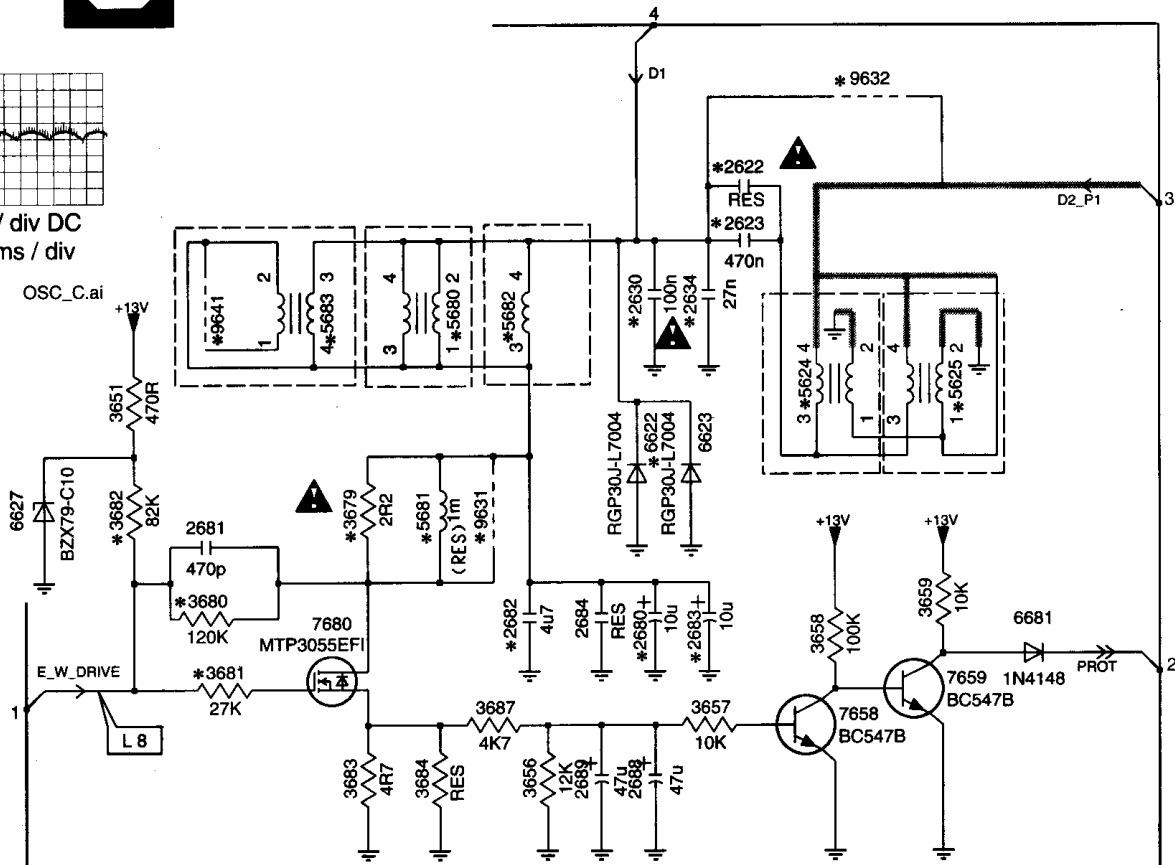 4
D1
*9632
*2622
RES
*2623
470n
D2_P1
3
/ div DC
ms / div
OSC_C.ai
+13V
3651
470R
6627
BZX79-C10
*3682
82K
*9641
2
1
3
4
*5683
4
3
2
1
*5680
4
3
*5682
*2630
100n
*2634
27n
3
4
*5624
2
1
4
3
2
1
*5625
RGP30J-L7004
*6622
RGP30J-L7004
6623
*3679
2R2
*5681
(RES)1m
*9631
2681
470p
*3680
120K
7680
MTP3055EFI
*2682
4u7
2684
RES
*2680
+
10u
*2683
+
10u
+13V
3658
100K
+13V
3659
10K
6681
1N4148
PROT
2
E_W_DRIVE
1
L 8
*3681
27K
3683
4R7
3684
RES
3687
4K7
3656
12K
2689
+
47u
2688
+
47u
3657
10K
7658
BC547B
7659
BC547B